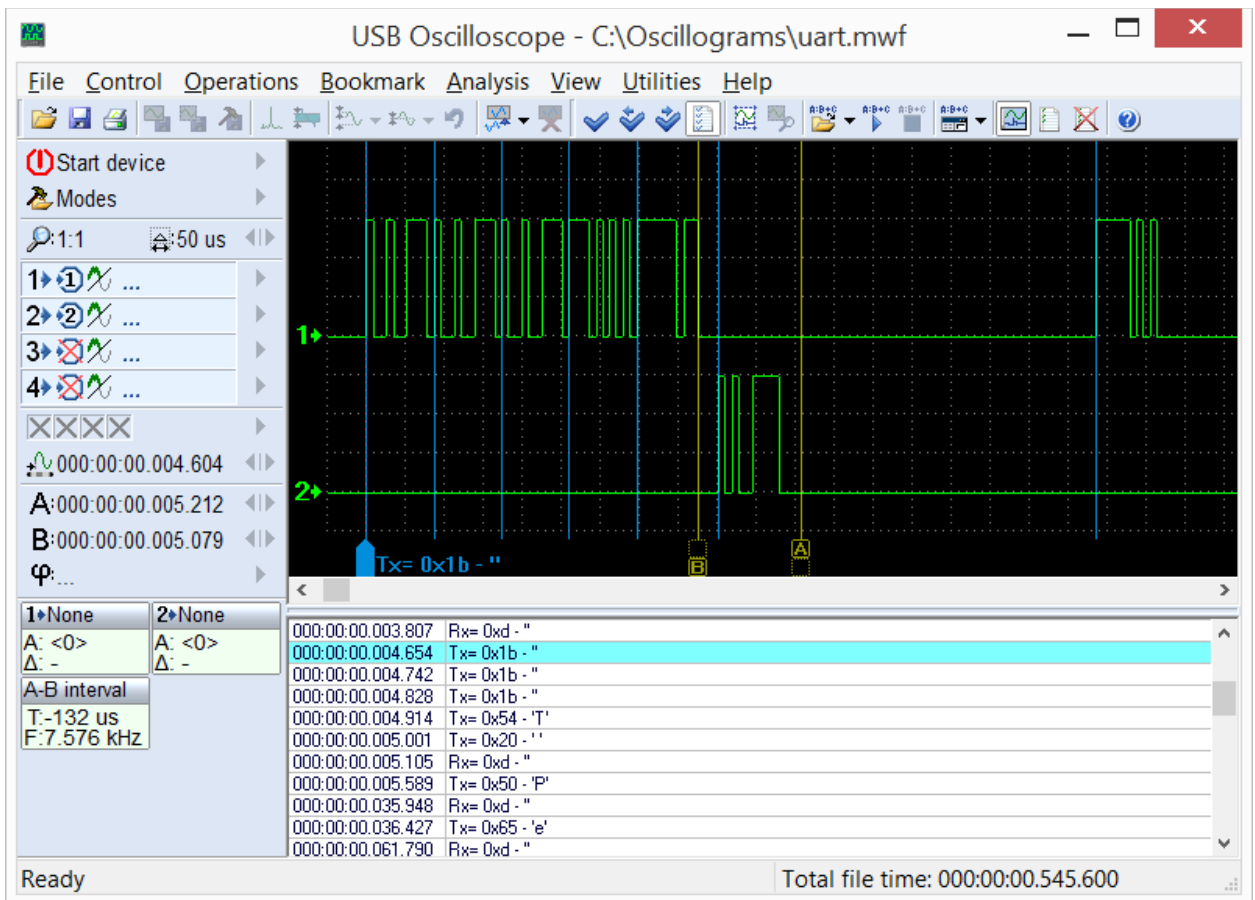 USB Oscilloscope - C:\Oscillograms\uart.mwf
File Control Operations Bookmark Analysis View Utilities Help
A:B+C A:B+C A:B+C A:B+C
Start device
Modes
:1:1 :50 us
1 1 ...
2 2 ...
3 ...
4 ...
000:00:00.004.604
A:000:00:00.005.212
B:000:00:00.005.079
φ:...
1 None 2 None
A: <0> A: <0>
Δ: - Δ: -
A-B interval
T:-132 us
F:7.576 kHz
1
2
Tx= 0x1b - ''
B
A
000:00:00.003.807 Rx= 0xd - ''
000:00:00.004.654 Tx= 0x1b - ''
000:00:00.004.742 Tx= 0x1b - ''
000:00:00.004.828 Tx= 0x1b - ''
000:00:00.004.914 Tx= 0x54 - 'T'
000:00:00.005.001 Tx= 0x20 - ' '
000:00:00.005.105 Rx= 0xd - ''
000:00:00.005.589 Tx= 0x50 - 'P'
000:00:00.035.948 Rx= 0xd - ''
000:00:00.036.427 Tx= 0x65 - 'e'
000:00:00.061.790 Rx= 0xd - ''
Ready Total file time: 000:00:00.545.600